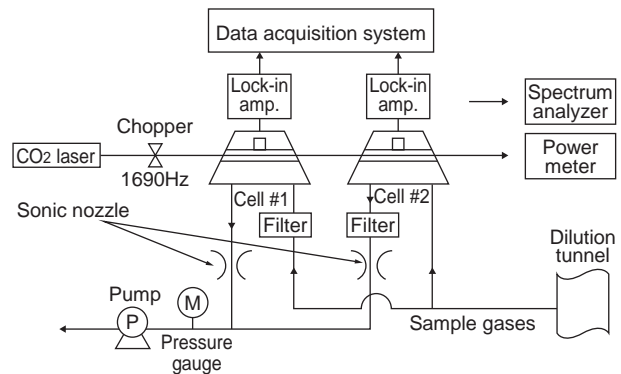 Data acquisition system
Lock-in
amp.
Lock-in
amp.
Spectrum
analyzer
Chopper
CO2 laser
Power
meter
1690Hz
Cell #1
Cell #2
Sonic nozzle
Filter
Filter
Dilution
tunnel
Pump
M
P
Sample gases
Pressure
gauge